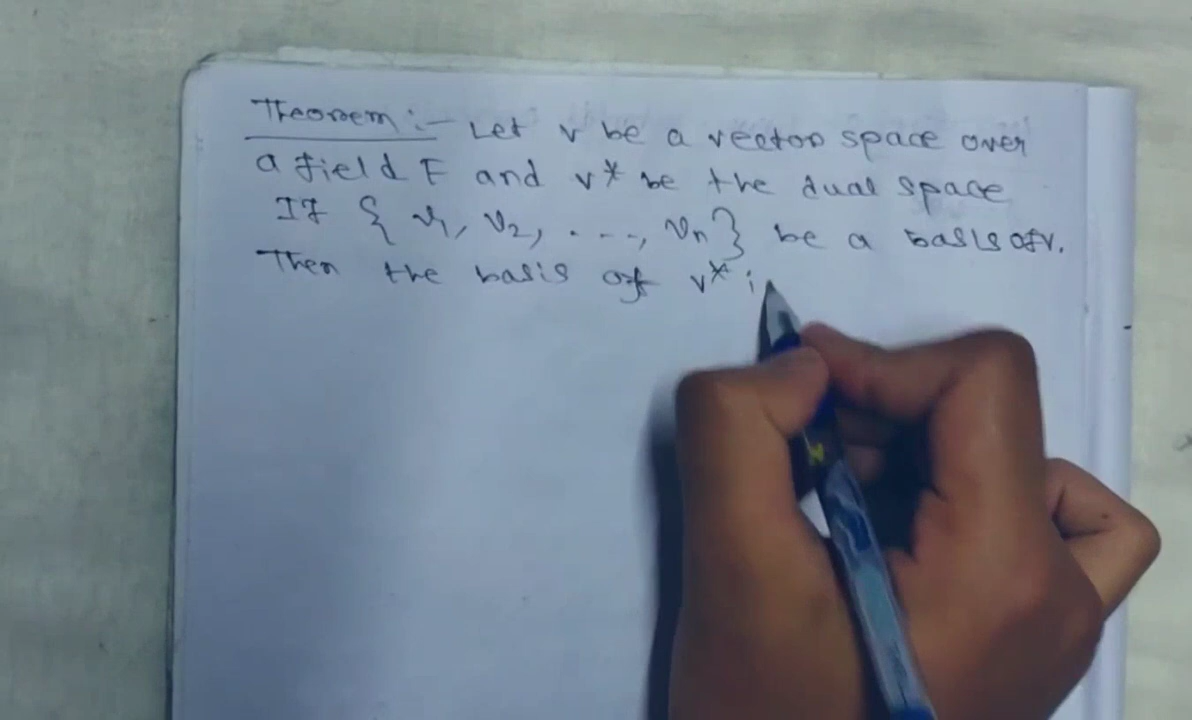 Theorem :- Let V be a vector space over
a field F and V* be the dual space
If { v1, v2, ...., vn } be a basis of V.
Then the basis of V* i